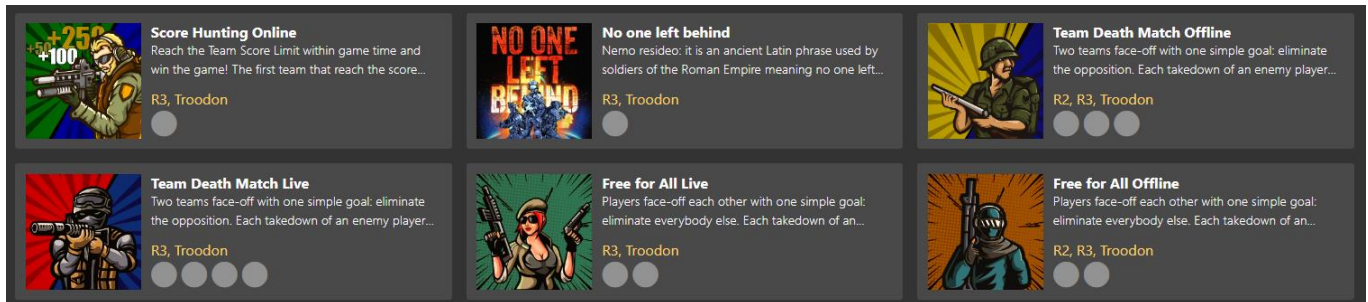 +250
+50
+100
Score Hunting Online
Reach the Team Score Limit within game time and
win the game! The first team that reach the score...
R3, Troodon
NO ONE
LEFT
BEHIND
No one left behind
Nemo resideo: it is an ancient Latin phrase used by
soldiers of the Roman Empire meaning no one left...
R3, Troodon
Team Death Match Offline
Two teams face-off with one simple goal: eliminate
the opposition. Each takedown of an enemy player...
R2, R3, Troodon
Team Death Match Live
Two teams face-off with one simple goal: eliminate
the opposition. Each takedown of an enemy player...
R3, Troodon
Free for All Live
Players face-off each other with one simple goal:
eliminate everybody else. Each takedown of an...
R3, Troodon
Free for All Offline
Players face-off each other with one simple goal:
eliminate everybody else. Each takedown of an...
R2, R3, Troodon